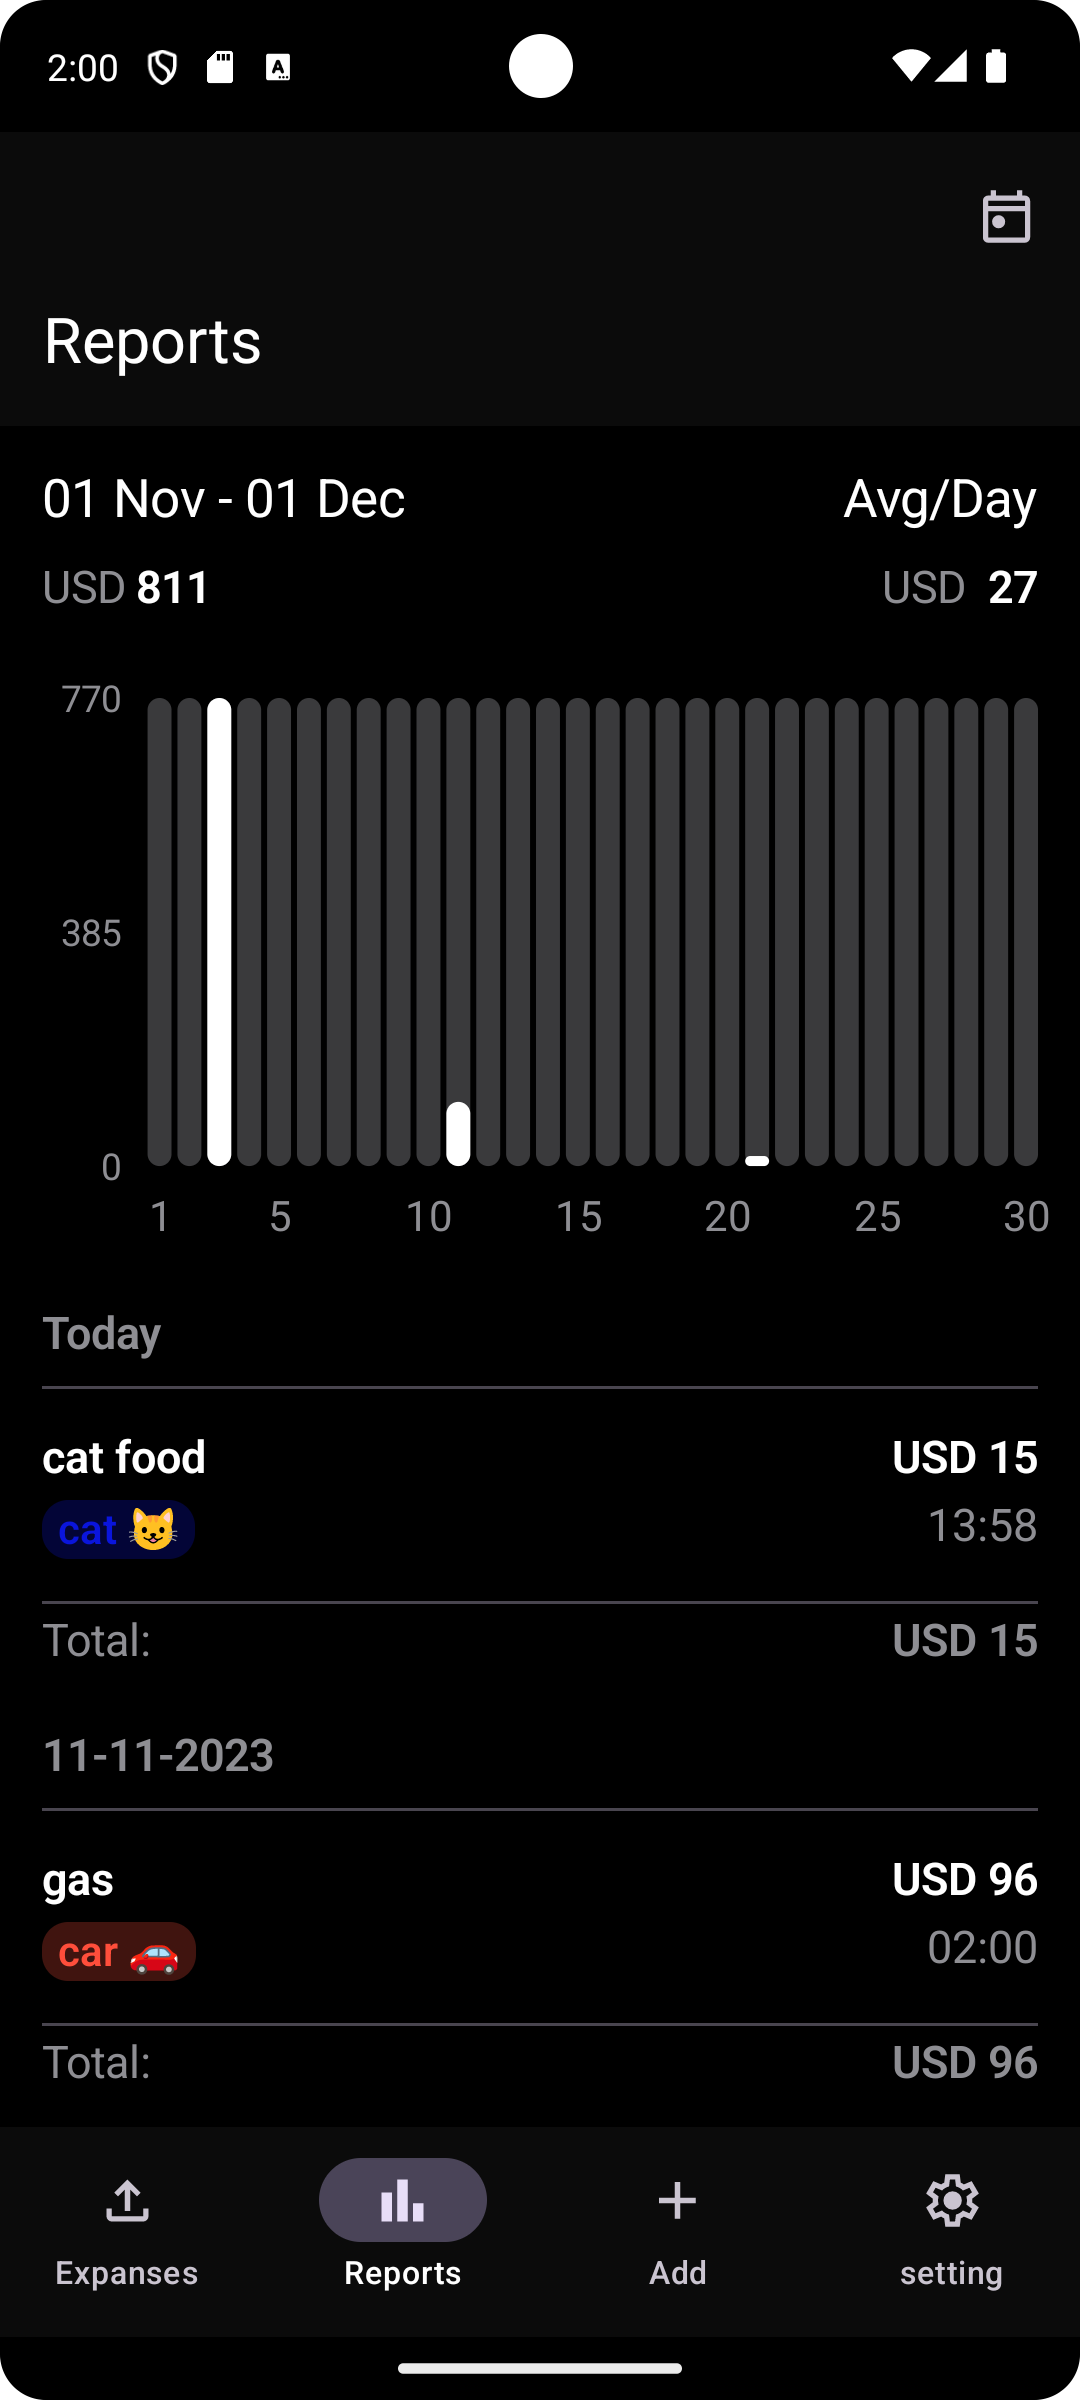 2:00
Reports
01 Nov - 01 Dec Avg/Day
USD 811 USD 27
770
385
0
1 5 10 15 20 25 30
Today
cat food USD 15
cat 😺 13:58
Total: USD 15
11-11-2023
gas USD 96
car 🚗 02:00
Total: USD 96
Expanses Reports Add setting